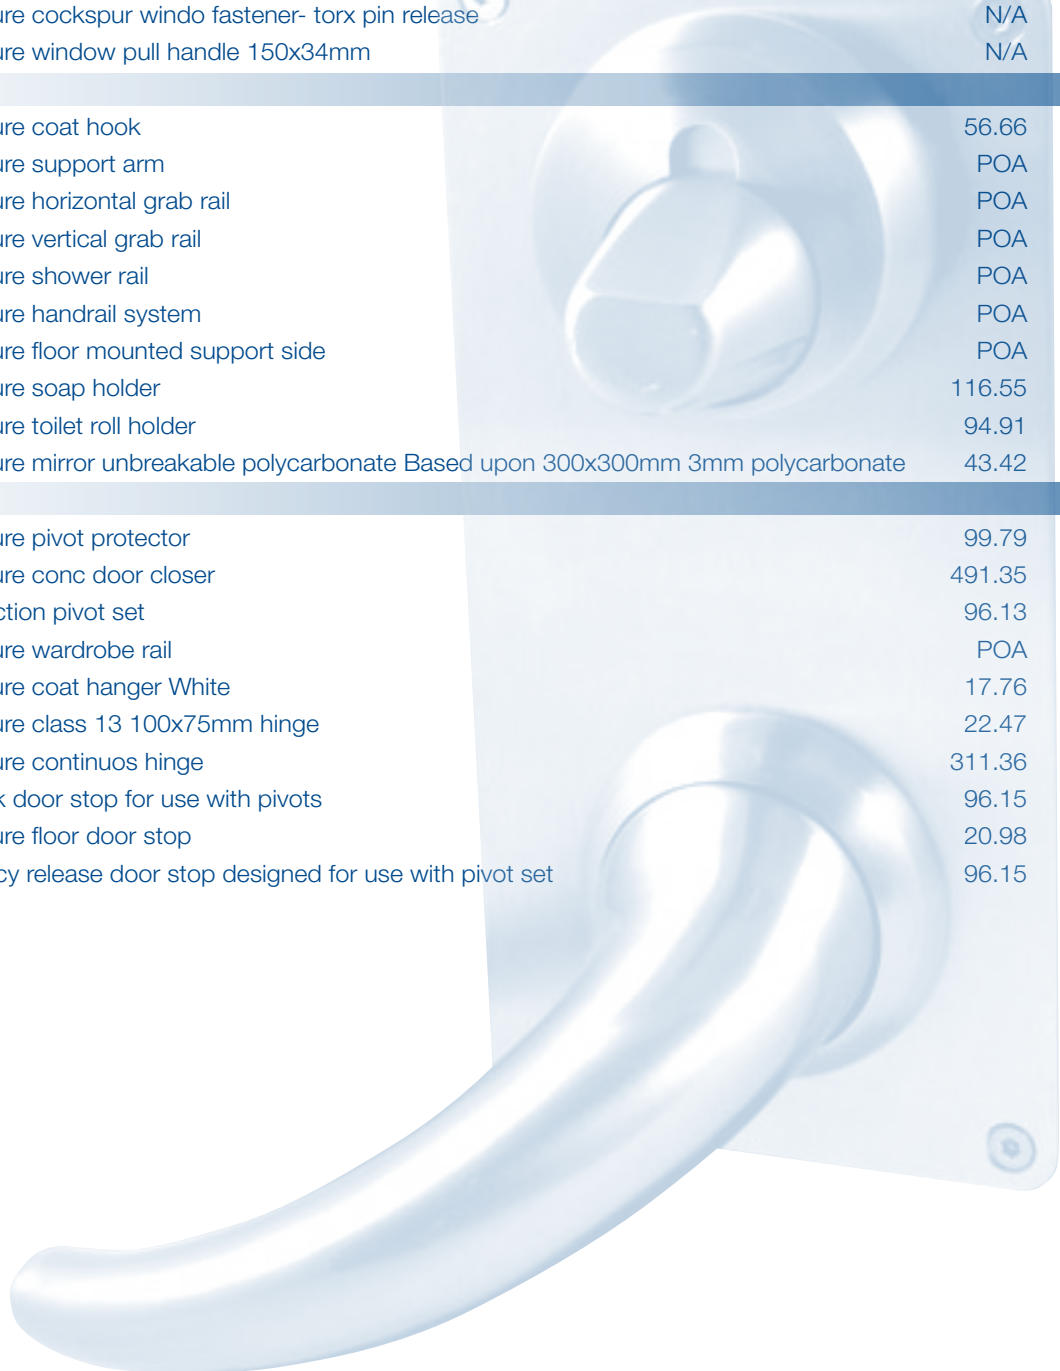 ure cockspur windo fastener- torx pin release N/A
ure window pull handle 150x34mm N/A
ure coat hook 56.66
ure support arm POA
ure horizontal grab rail POA
ure vertical grab rail POA
ure shower rail POA
ure handrail system POA
ure floor mounted support side POA
ure soap holder 116.55
ure toilet roll holder 94.91
ure mirror unbreakable polycarbonate Based upon 300x300mm 3mm polycarbonate 43.42
ure pivot protector 99.79
ure conc door closer 491.35
ction pivot set 96.13
ure wardrobe rail POA
ure coat hanger White 17.76
ure class 13 100x75mm hinge 22.47
ure continuos hinge 311.36
k door stop for use with pivots 96.15
ure floor door stop 20.98
cy release door stop designed for use with pivot set 96.15